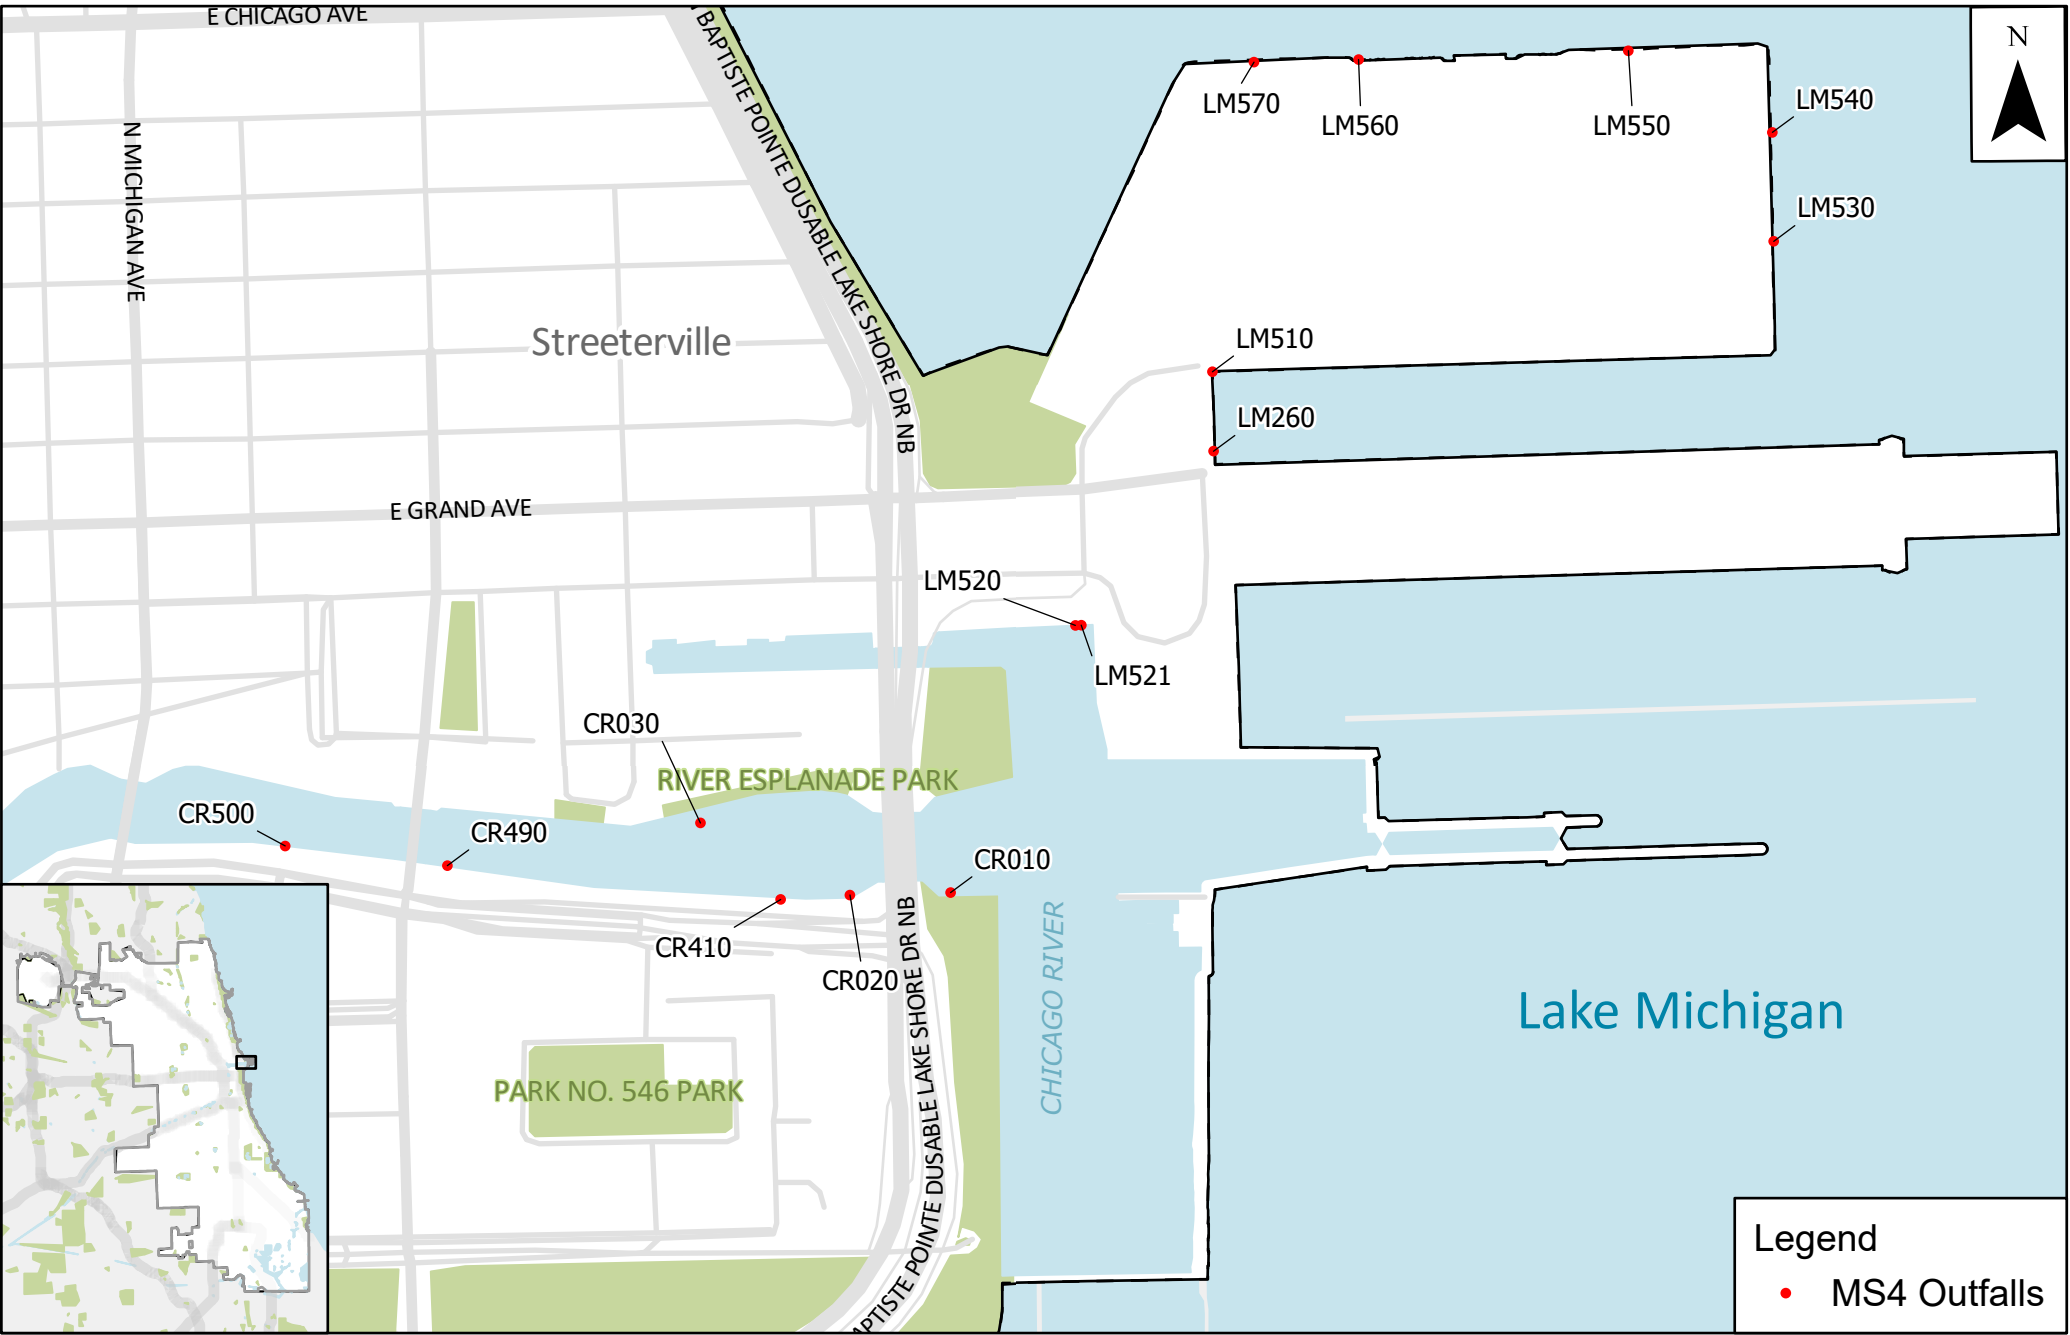 E CHICAGO AVE
N
BAPTISTE POINTE DUSABLE LAKE SHORE DR NB
LM570
LM560
LM550
LM540
N MICHIGAN AVE
LM530
Streeterville
LM510
LM260
E GRAND AVE
LM520
LM521
CR030
RIVER ESPLANADE PARK
CR500
CR490
CR010
CR410
CR020
CHICAGO RIVER
Lake Michigan
PARK NO. 546 PARK
APTISTE POINTE DUSABLE LAKE SHORE DR NB
Legend
MS4 Outfalls